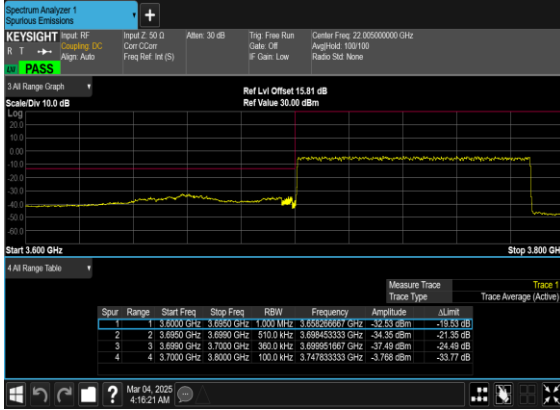 Spectrum Analyzer 1
Spurious Emissions
KEYSIGHT Input: RF Input Z: 50 Ω Atten: 30 dB Trig: Free Run Center Freq: 22.005000000 GHz
R T Coupling: DC Corr CCorr Gate: Off Avg|Hold: 100/100
Align: Auto Freq Ref: Int (S) IF Gain: Low Radio Std: None
PASS
3 All Range Graph Ref Lvl Offset 15.81 dB
Scale/Div 10.0 dB Ref Value 30.00 dBm
Log
20.0
10.0
0.00
-10.0
-20.0
-30.0
-40.0
-50.0
-60.0
Start 3.600 GHz Stop 3.800 GH
4 All Range Table
Measure Trace Trace 1
Trace Type Trace Average (Active)
Spur Range Start Freq Stop Freq RBW Frequency Amplitude ΔLimit
1 1 3.6000 GHz 3.6950 GHz 1.000 MHz 3.658266667 GHz -32.53 dBm -19.53 dB
2 2 3.6950 GHz 3.6990 GHz 510.0 kHz 3.698453333 GHz -34.35 dBm -21.35 dB
3 3 3.6990 GHz 3.7000 GHz 360.0 kHz 3.699951667 GHz -37.49 dBm -24.49 dB
4 4 3.7000 GHz 3.8000 GHz 100.0 kHz 3.747833333 GHz -3.768 dBm -33.77 dB
Mar 04, 2025
4:16:21 AM